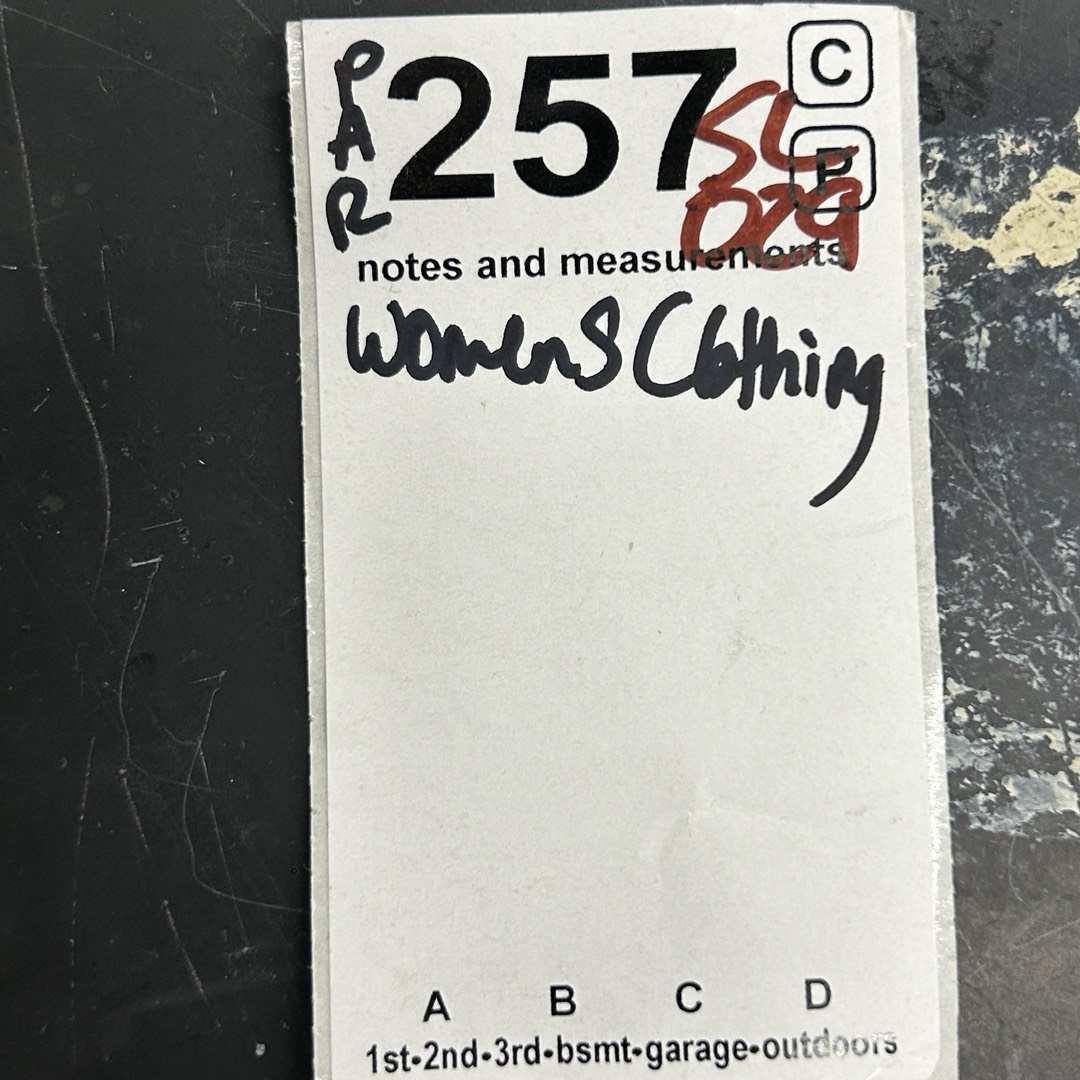 PAR
257
C
SL
P
029
notes and measurements
Womens Clothing
A B C D
1st•2nd•3rd•bsmt•garage•outdoors